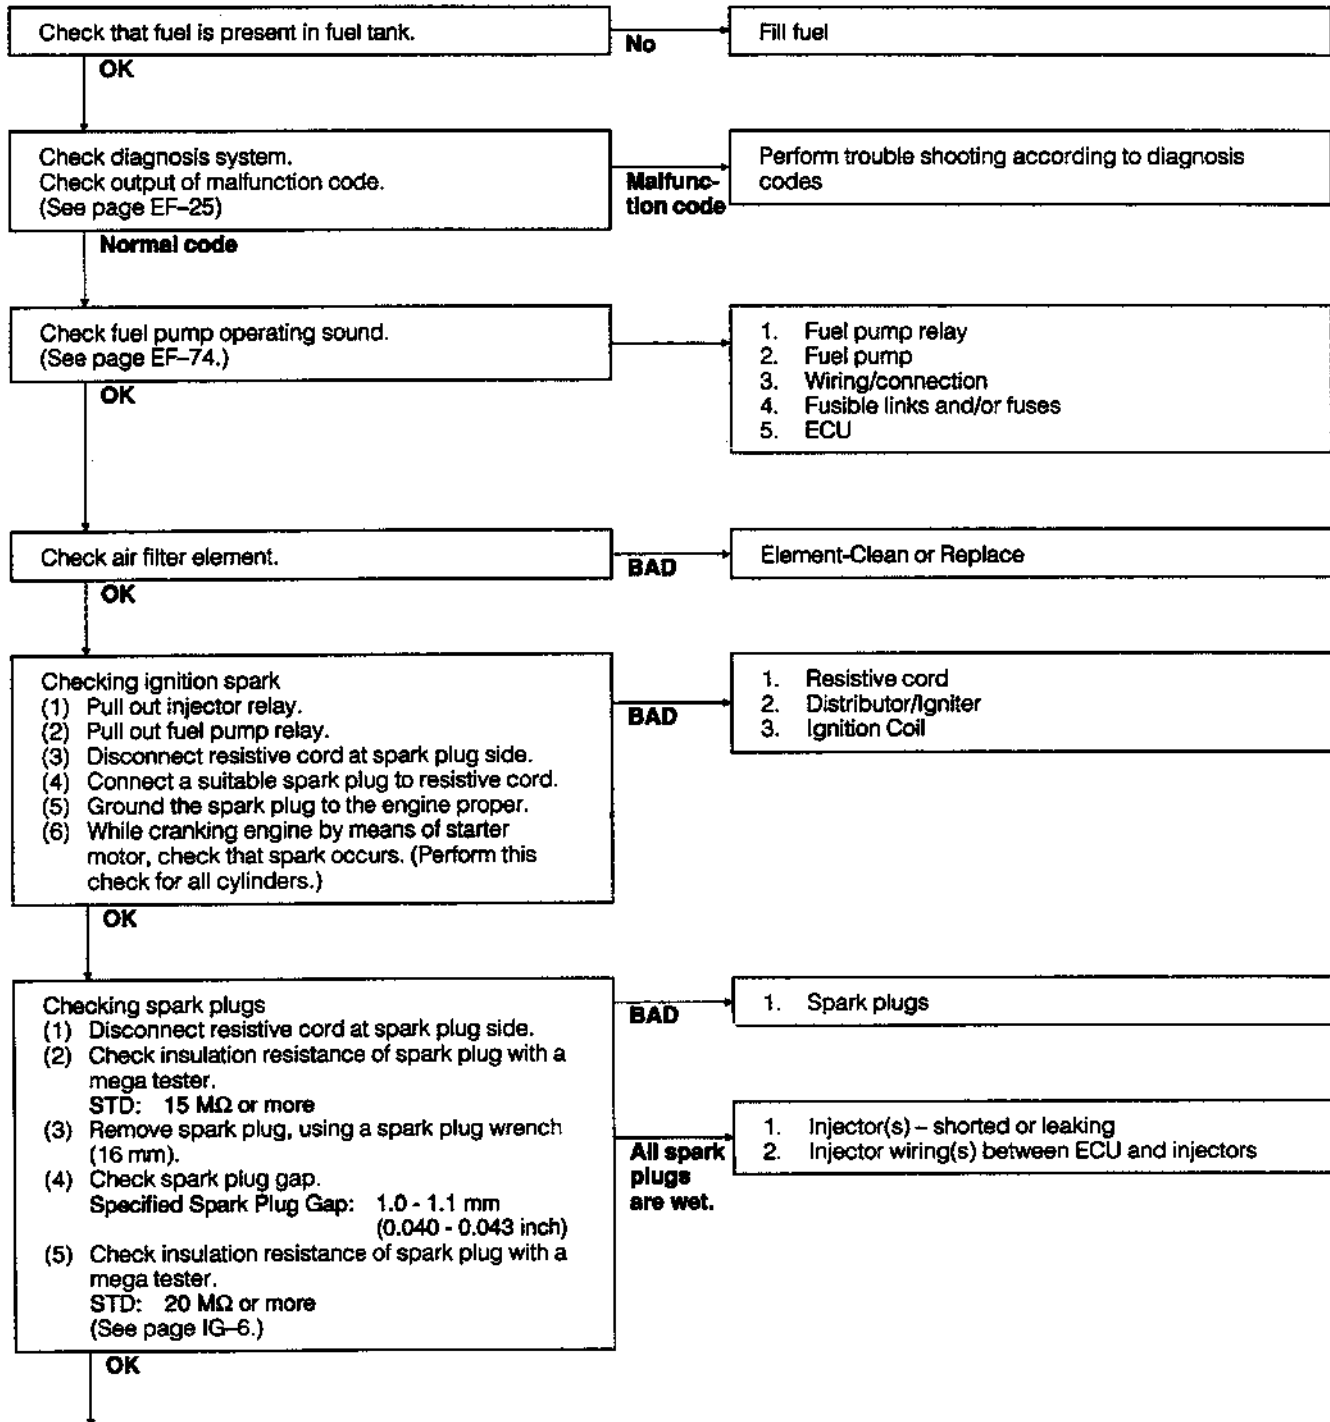 Check that fuel is present in fuel tank.
No
Fill fuel
OK
Check diagnosis system.
Check output of malfunction code.
(See page EF–25)
Malfunc-
tion code
Perform trouble shooting according to diagnosis
codes
Normal code
Check fuel pump operating sound.
(See page EF–74.)
1. Fuel pump relay
2. Fuel pump
3. Wiring/connection
4. Fusible links and/or fuses
5. ECU
OK
Check air filter element.
BAD
Element-Clean or Replace
OK
Checking ignition spark
(1) Pull out injector relay.
(2) Pull out fuel pump relay.
(3) Disconnect resistive cord at spark plug side.
(4) Connect a suitable spark plug to resistive cord.
(5) Ground the spark plug to the engine proper.
(6) While cranking engine by means of starter
motor, check that spark occurs. (Perform this
check for all cylinders.)
BAD
1. Resistive cord
2. Distributor/Igniter
3. Ignition Coil
OK
Checking spark plugs
(1) Disconnect resistive cord at spark plug side.
(2) Check insulation resistance of spark plug with a
mega tester.
STD: 15 MΩ or more
(3) Remove spark plug, using a spark plug wrench
(16 mm).
(4) Check spark plug gap.
Specified Spark Plug Gap: 1.0 - 1.1 mm
(0.040 - 0.043 inch)
(5) Check insulation resistance of spark plug with a
mega tester.
STD: 20 MΩ or more
(See page IG–6.)
BAD
1. Spark plugs
All spark
plugs
are wet.
1. Injector(s) – shorted or leaking
2. Injector wiring(s) between ECU and injectors
OK